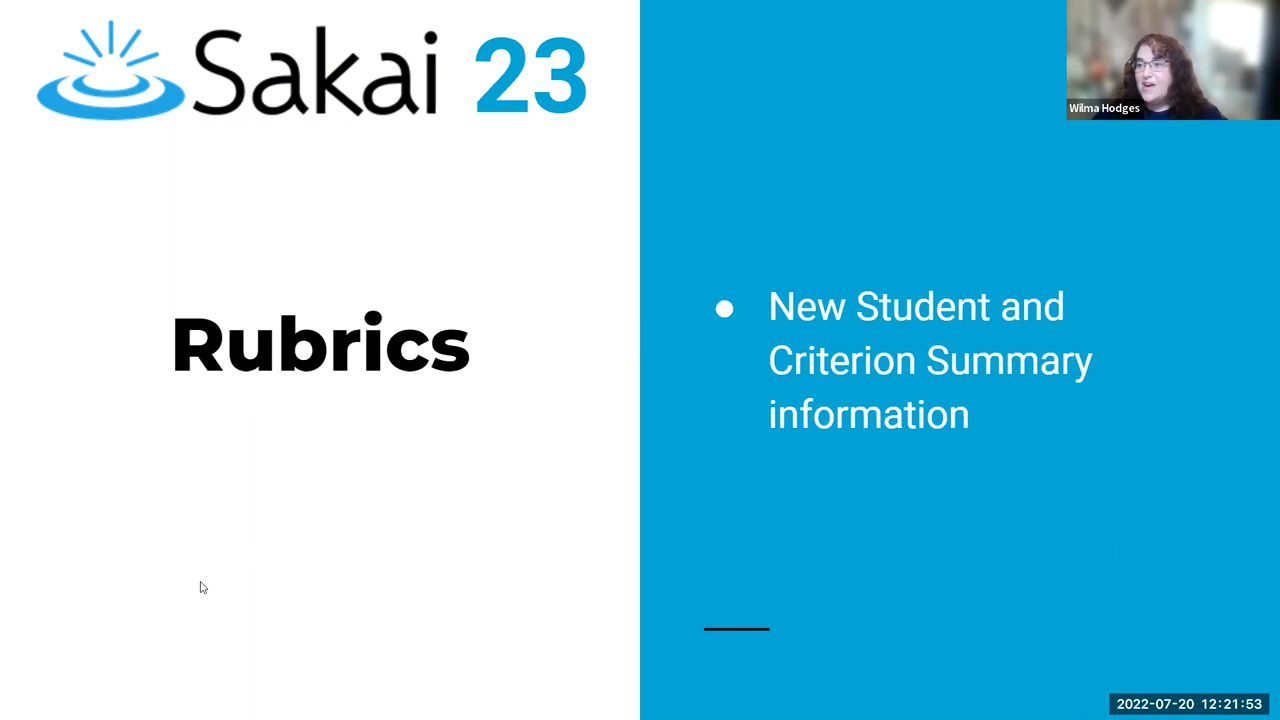 Sakai 23
Wilma Hodges
Rubrics
● New Student and
Criterion Summary
information
2022-07-20 12:21:53